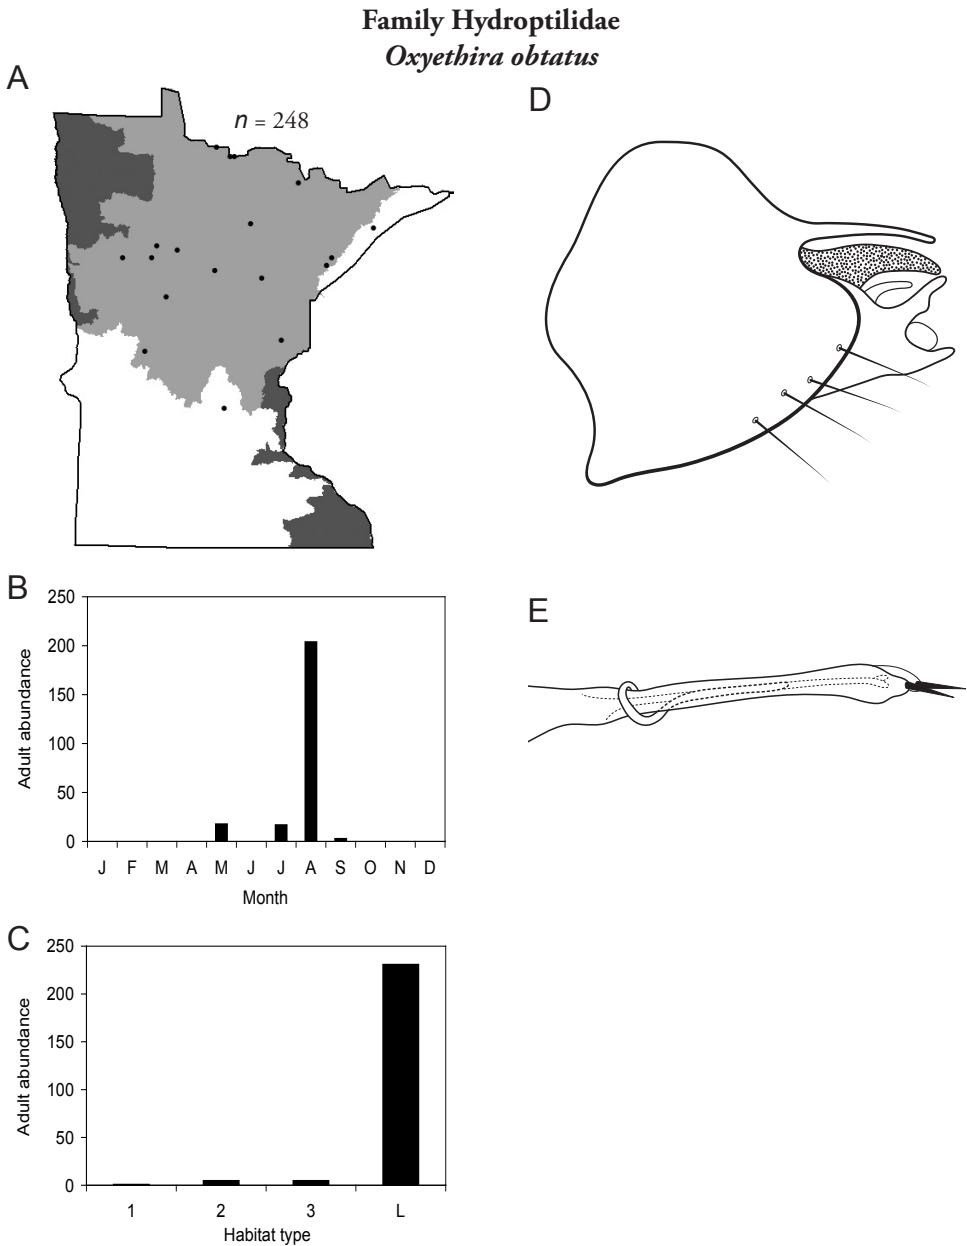 Family Hydroptilidae
Oxyethira obtatus
A
n = 248
D
B
250
200
150
100
50
0
Adult abundance
J F M A M J J A S O N D
Month
E
C
250
200
150
100
50
0
Adult abundance
1 2 3 L
Habitat type